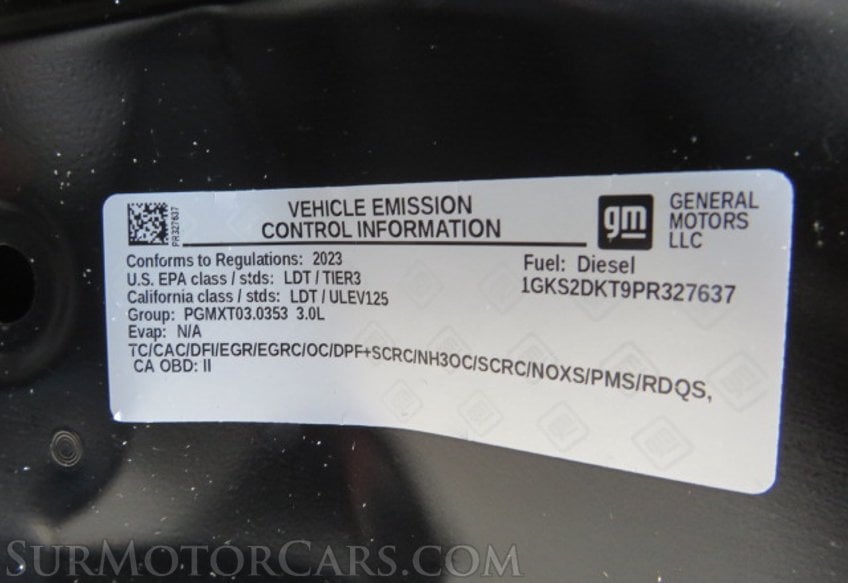 VEHICLE EMISSION
CONTROL INFORMATION
gm
GENERAL
MOTORS
LLC
PR327637
Conforms to Regulations: 2023
U.S. EPA class / stds: LDT / TIER3
California class / stds: LDT / ULEV125
Group: PGMXT03.0353 3.0L
Evap: N/A
Fuel: Diesel
1GKS2DKT9PR327637
TC/CAC/DFI/EGR/EGRC/OC/DPF+SCRC/NH3OC/SCRC/NOXS/PMS/RDQS,
CA OBD: II
SURMOTORCARS.COM